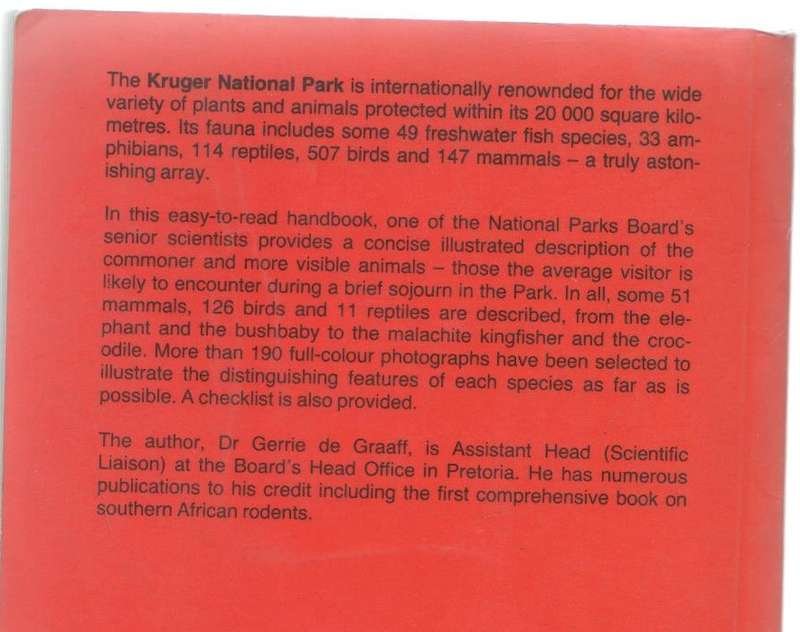 The Kruger National Park is internationally renownded for the wide
variety of plants and animals protected within its 20 000 square kilo-
metres. Its fauna includes some 49 freshwater fish species, 33 am-
phibians, 114 reptiles, 507 birds and 147 mammals – a truly aston-
ishing array.
In this easy-to-read handbook, one of the National Parks Board's
senior scientists provides a concise illustrated description of the
commoner and more visible animals – those the average visitor is
likely to encounter during a brief sojourn in the Park. In all, some 51
mammals, 126 birds and 11 reptiles are described, from the ele-
phant and the bushbaby to the malachite kingfisher and the croc-
odile. More than 190 full-colour photographs have been selected to
illustrate the distinguishing features of each species as far as is
possible. A checklist is also provided.
The author, Dr Gerrie de Graaff, is Assistant Head (Scientific
Liaison) at the Board's Head Office in Pretoria. He has numerous
publications to his credit including the first comprehensive book on
southern African rodents.